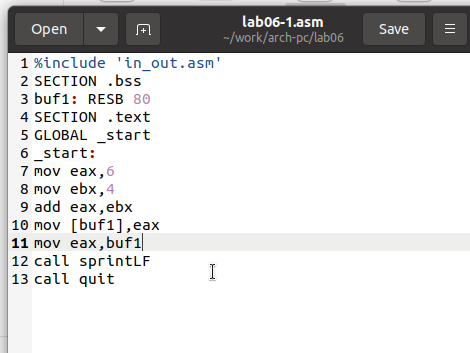 Open
lab06-1.asm
~/work/arch-pc/lab06
Save
1 %include 'in_out.asm'
2 SECTION .bss
3 buf1: RESB 80
4 SECTION .text
5 GLOBAL _start
6 _start:
7 mov eax,6
8 mov ebx,4
9 add eax,ebx
10 mov [buf1],eax
11 mov eax,buf1
12 call sprintLF
13 call quit